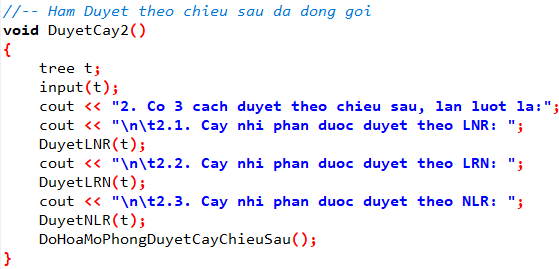 //-- Ham Duyet theo chieu sau da dong goi
void DuyetCay2()
{
    tree t;
    input(t);
    cout << "2. Co 3 cach duyet theo chieu sau, lan luot la:";
    cout << "\n\t2.1. Cay nhi phan duoc duyet theo LNR: ";
    DuyetLNR(t);
    cout << "\n\t2.2. Cay nhi phan duoc duyet theo LRN: ";
    DuyetLRN(t);
    cout << "\n\t2.3. Cay nhi phan duoc duyet theo NLR: ";
    DuyetNLR(t);
    DoHoaMoPhongDuyetCayChieuSau();
}